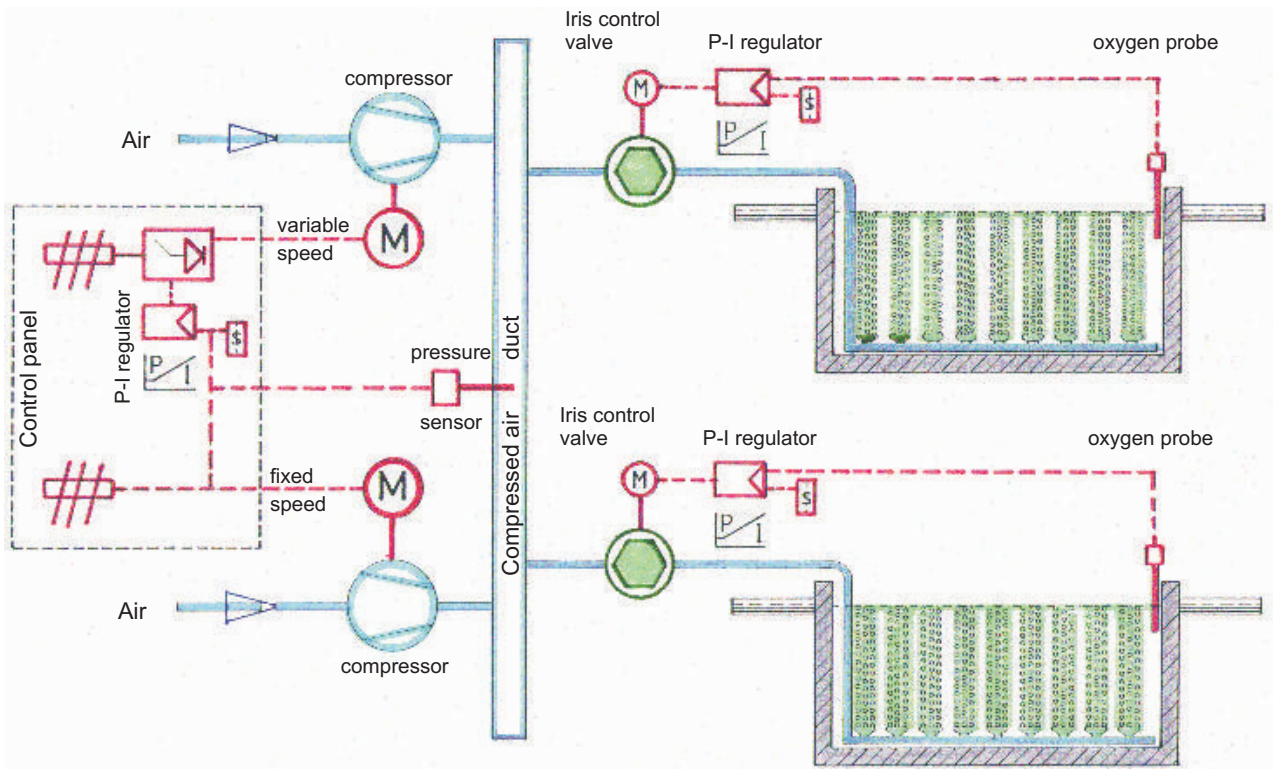 Iris control
valve
P-I regulator
oxygen probe
compressor
M
Air
P
I
variable
speed
M
Control panel
P-I regulator
$
$
P
I
pressure
sensor
Compressed air duct
Iris control
valve
P-I regulator
oxygen probe
M
fixed
speed
M
S
P
I
Air
compressor